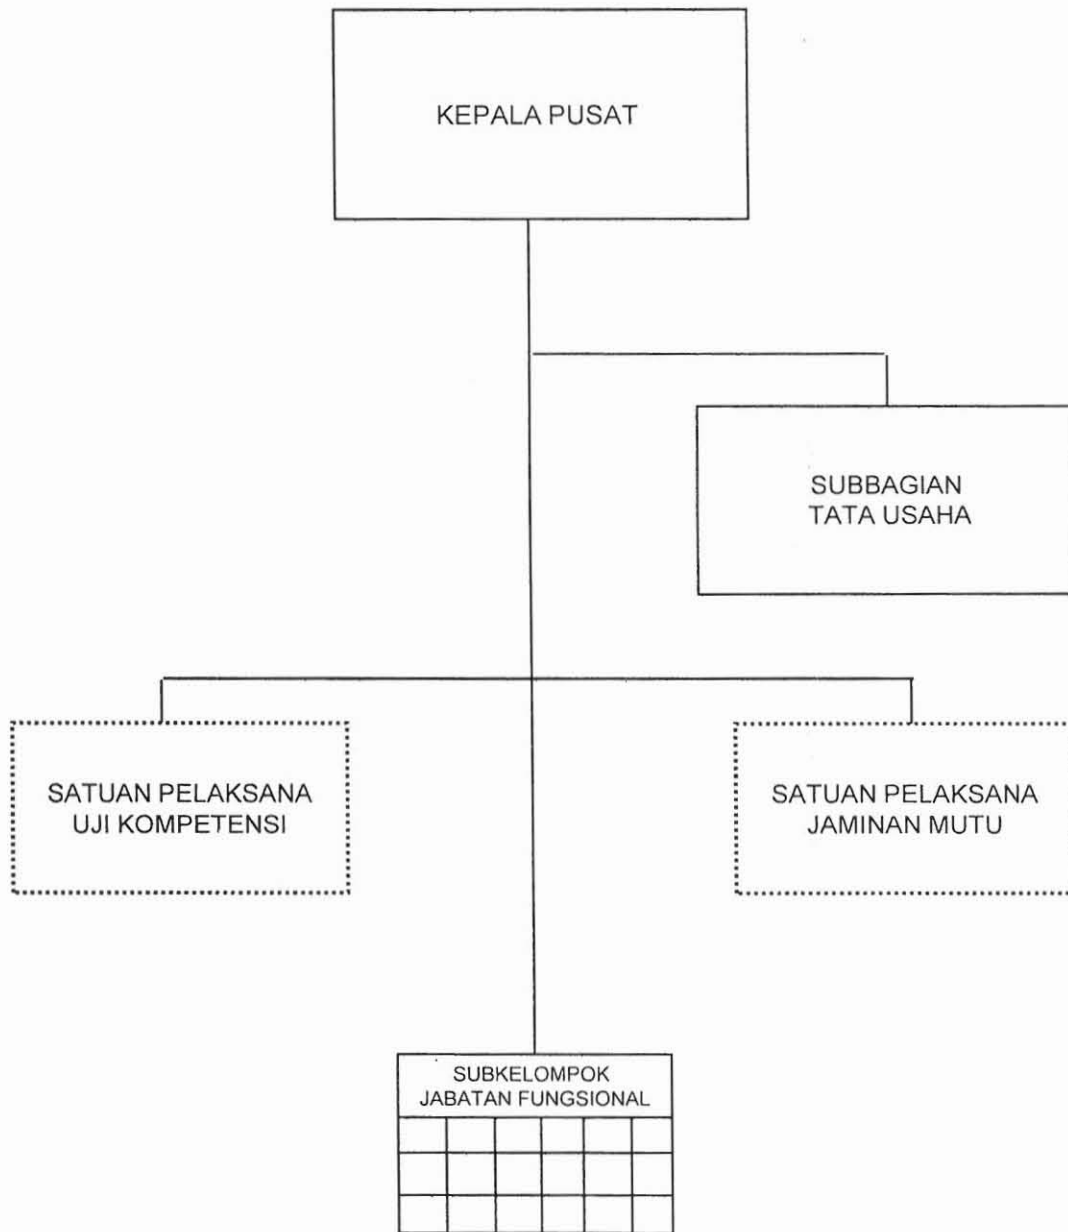 KEPALA PUSAT
SUBBAGIAN
TATA USAHA
SATUAN PELAKSANA
UJI KOMPETENSI
SATUAN PELAKSANA
JAMINAN MUTU
SUBKELOMPOK
JABATAN FUNGSIONAL